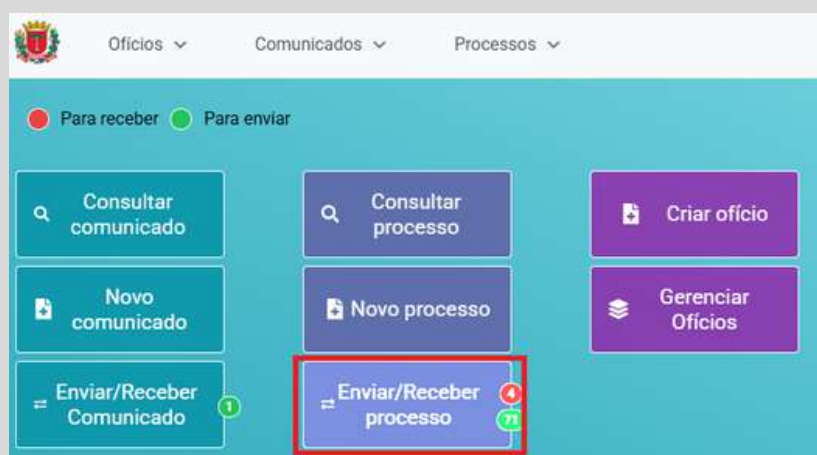 Ofícios
Comunicados
Processos
Para receber
Para enviar
Consultar
comunicado
Consultar
processo
Criar ofício
Novo
comunicado
Novo processo
Gerenciar
Ofícios
Enviar/Receber
Comunicado
1
Enviar/Receber
processo
4
71